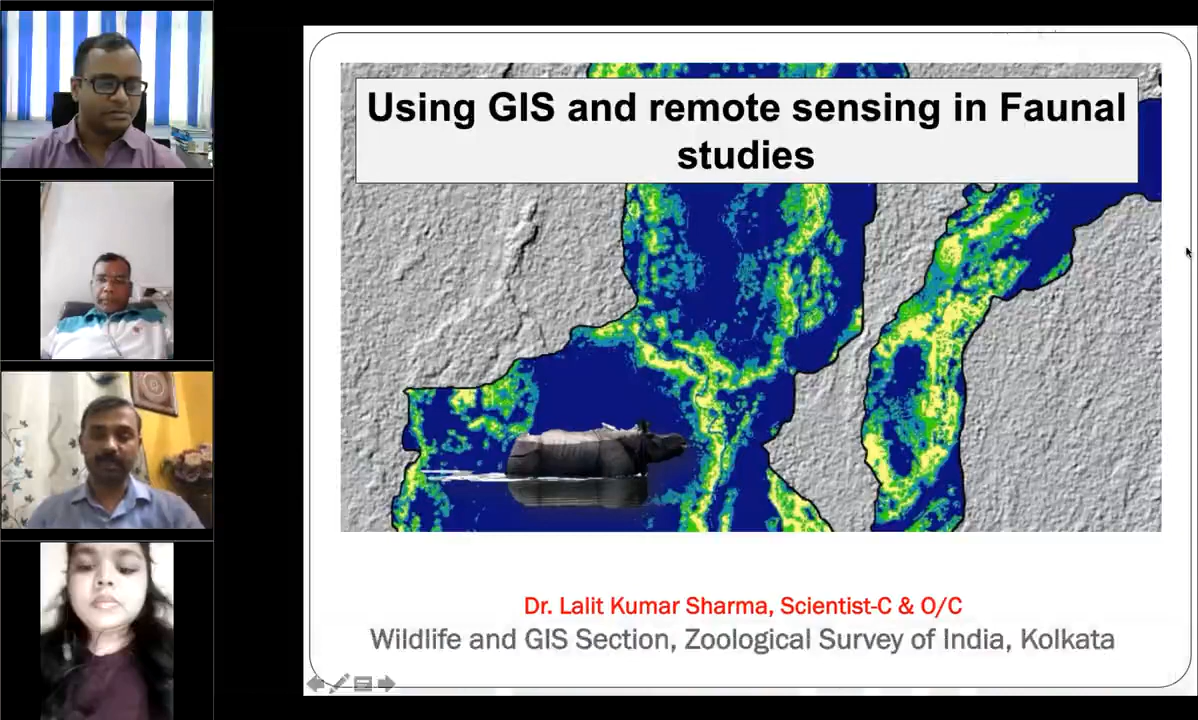 Using GIS and remote sensing in Faunal
studies
Dr. Lalit Kumar Sharma, Scientist-C & O/C
Wildlife and GIS Section, Zoological Survey of India, Kolkata